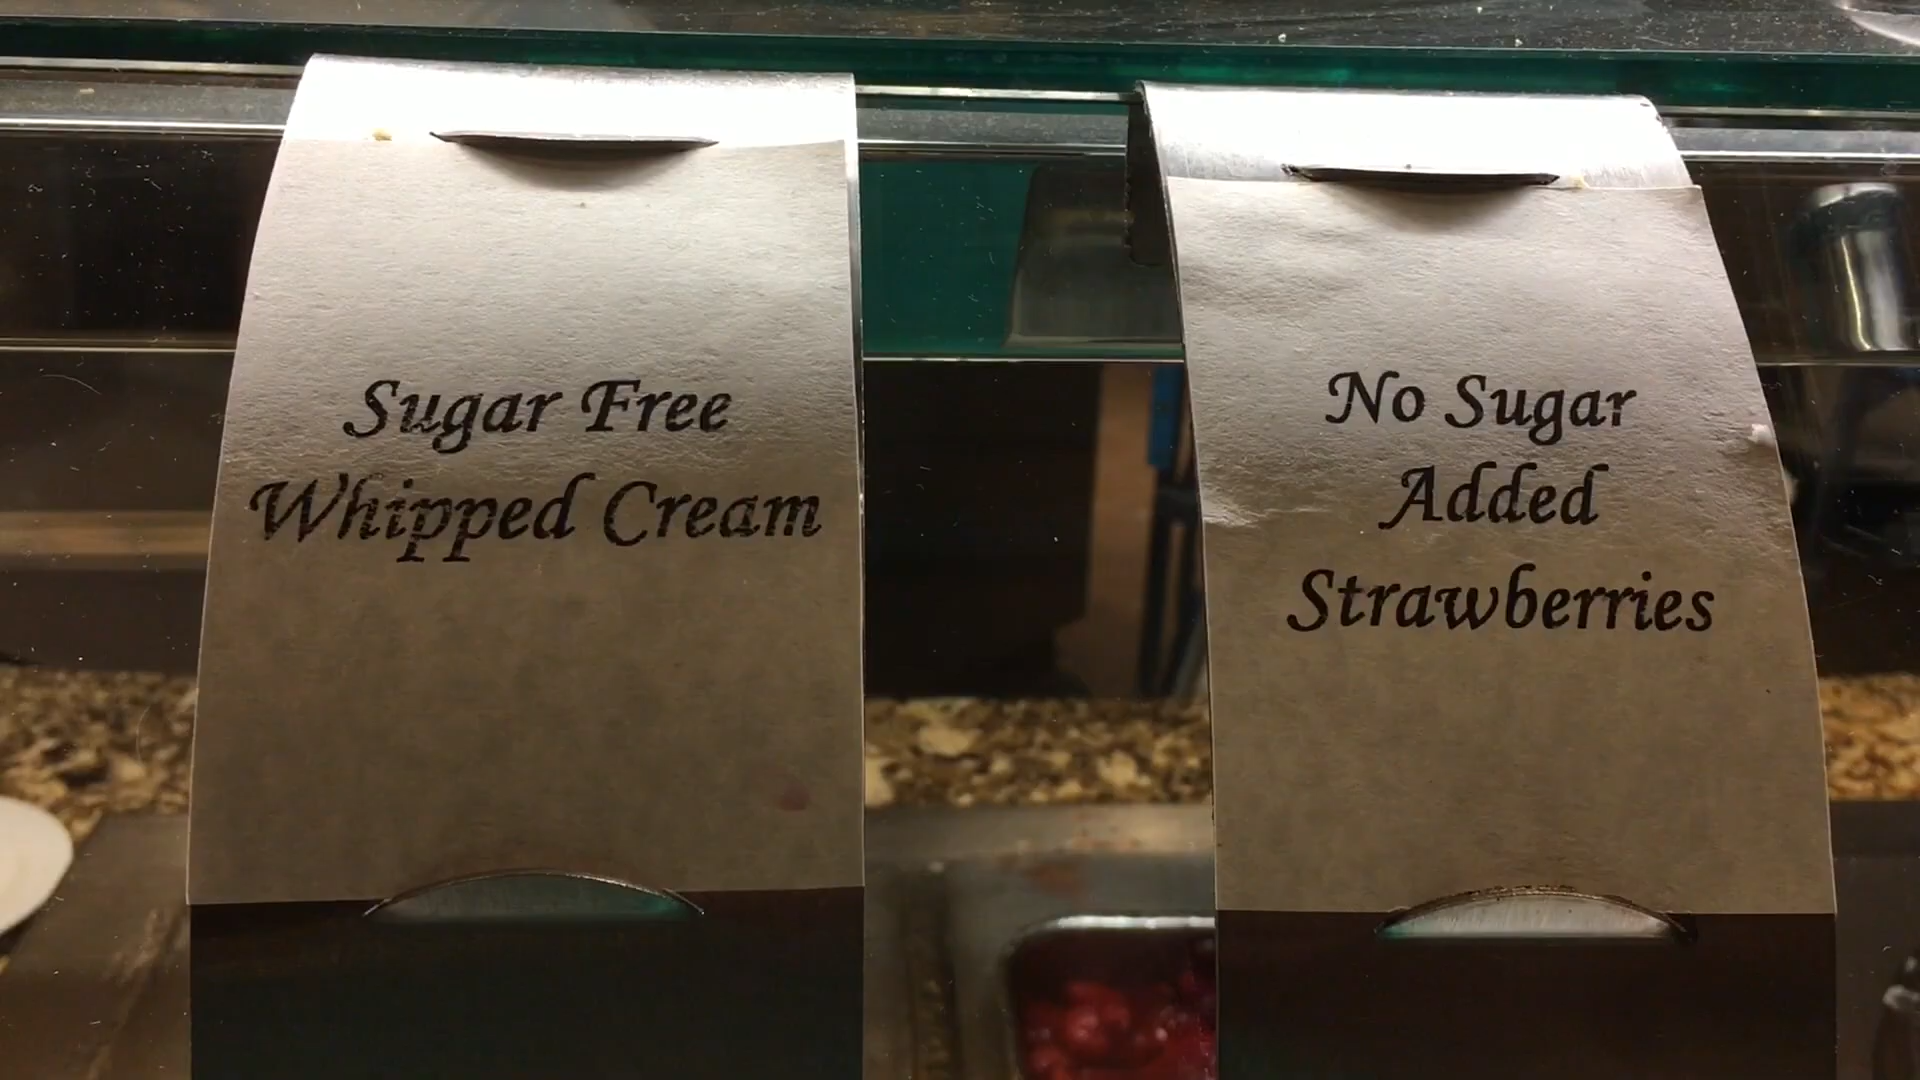 Sugar Free
Whipped Cream
No Sugar
Added
Strawberries